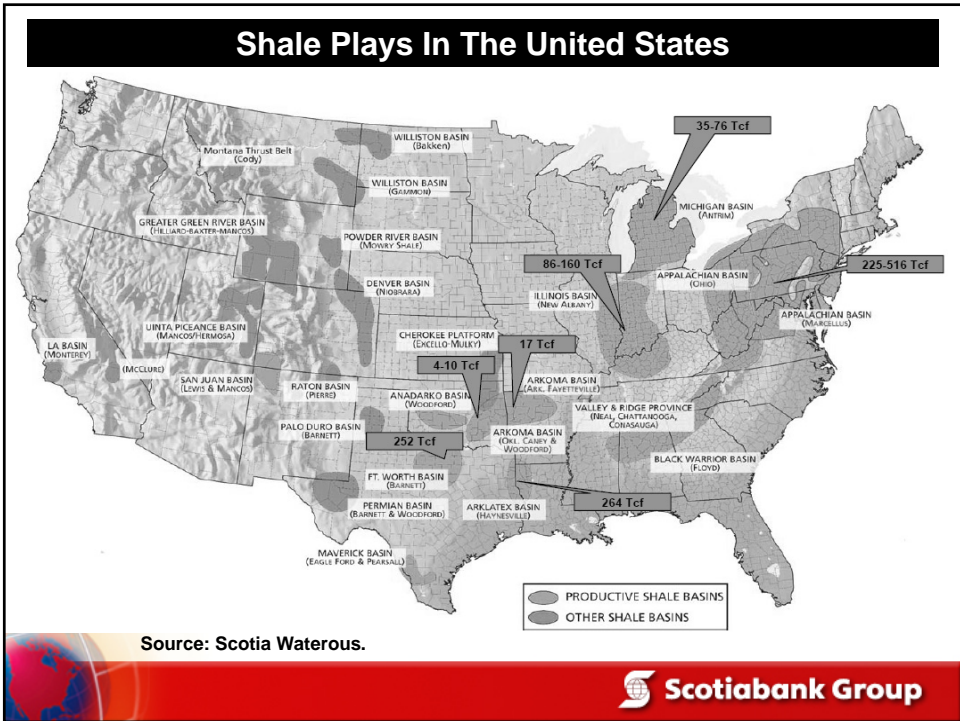 Shale Plays In The United States
35-76 Tcf
WILLISTON BASIN
(BAKKEN)
Montana Thrust Belt
(Cody)
WILLISTON BASIN
(GAMMON)
MICHIGAN BASIN
(ANTRIM)
GREATER GREEN RIVER BASIN
(HILLIARD-BAXTER-MANCOS)
POWDER RIVER BASIN
(MOWRY SHALE)
86-160 Tcf
APPALACHIAN BASIN
(OHIO)
225-516 Tcf
DENVER BASIN
(NIOBRARA)
ILLINOIS BASIN
(NEW ALBANY)
APPALACHIAN BASIN
(MARCELLUS)
UINTA PICEANCE BASIN
(MANCOS/HERMOSA)
CHEROKEE PLATFORM
(EXCELLO-MULKY)
17 Tcf
LA BASIN
(MONTEREY)
(MCCLURE)
4-10 Tcf
SAN JUAN BASIN
(LEWIS & MANCOS)
RATON BASIN
(PIERRE)
ARKOMA BASIN
(ARK. FAYETTEVILLE)
ANADARKO BASIN
(WOODFORD)
VALLEY & RIDGE PROVINCE
(NEAL, CHATTANOOGA,
CONASAUGA)
PALO DURO BASIN
(BARNETT)
ARKOMA BASIN
(OKL. CANEY &
WOODFORD)
252 Tcf
BLACK WARRIOR BASIN
(FLOYD)
FT. WORTH BASIN
(BARNETT)
264 Tcf
PERMIAN BASIN
(BARNETT & WOODFORD)
ARKLATEX BASIN
(HAYNESVILLE)
MAVERICK BASIN
(EAGLE FORD & PEARSALL)
PRODUCTIVE SHALE BASINS
OTHER SHALE BASINS
Source: Scotia Waterous.
Scotiabank Group